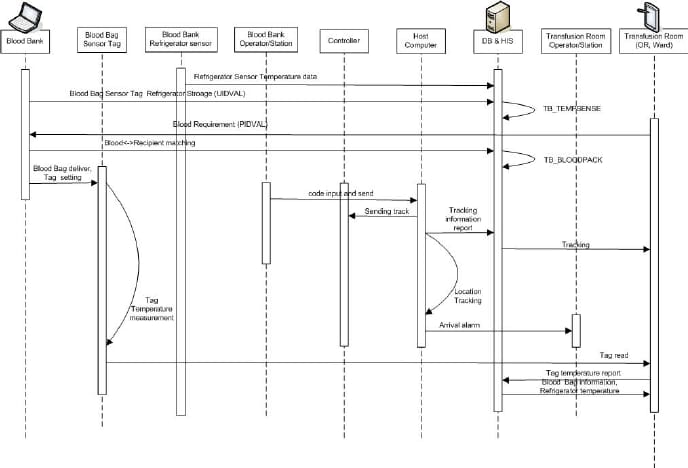 Blood Bank
Blood Bag
Sensor Tag
Blood Bank
Refrigerator sensor
Blood Bank
Operator/Station
Controller
Host
Computer
DB & HIS
Transfusion Room
Operator/Station
Transfusion Room
(OR, Ward)
Refrigerator Sensor Temperature data
Blood Bag Sensor Tag Refrigerator Stroage (UIDVAL)
TB_TEMPSENSE
Blood Requirement (PIDVAL)
Blood<->Recipient matching
TB_BLOODPACK
Blood Bag deliver,
Tag setting
code input and send
Sending track
Tracking
information
report
Tracking
Location
Tracking
Tag
Temperature
measurement
Arrival alarm
Tag read
Tag temperature report
Blood Bag Information,
Refrigerator temperature